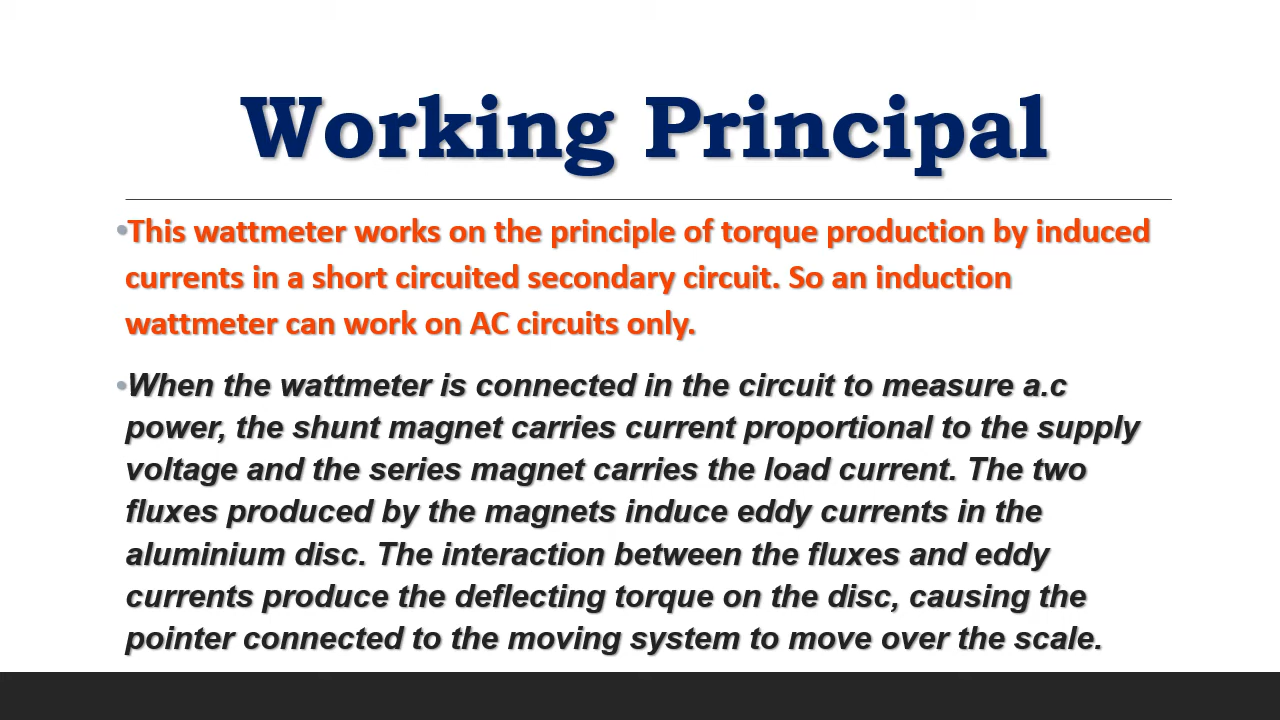 Working Principal
•This wattmeter works on the principle of torque production by induced
currents in a short circuited secondary circuit. So an induction
wattmeter can work on AC circuits only.
•When the wattmeter is connected in the circuit to measure a.c
power, the shunt magnet carries current proportional to the supply
voltage and the series magnet carries the load current. The two
fluxes produced by the magnets induce eddy currents in the
aluminium disc. The interaction between the fluxes and eddy
currents produce the deflecting torque on the disc, causing the
pointer connected to the moving system to move over the scale.